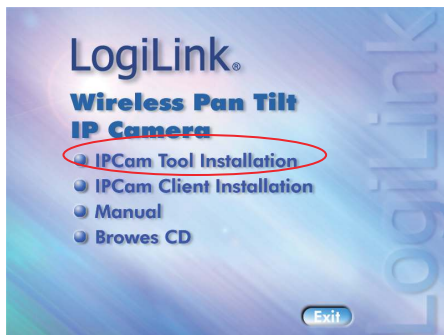 LogiLink®
Wireless Pan Tilt
IP Camera
IPCam Tool Installation
IPCam Client Installation
Manual
Browes CD
Exit
LogiLink